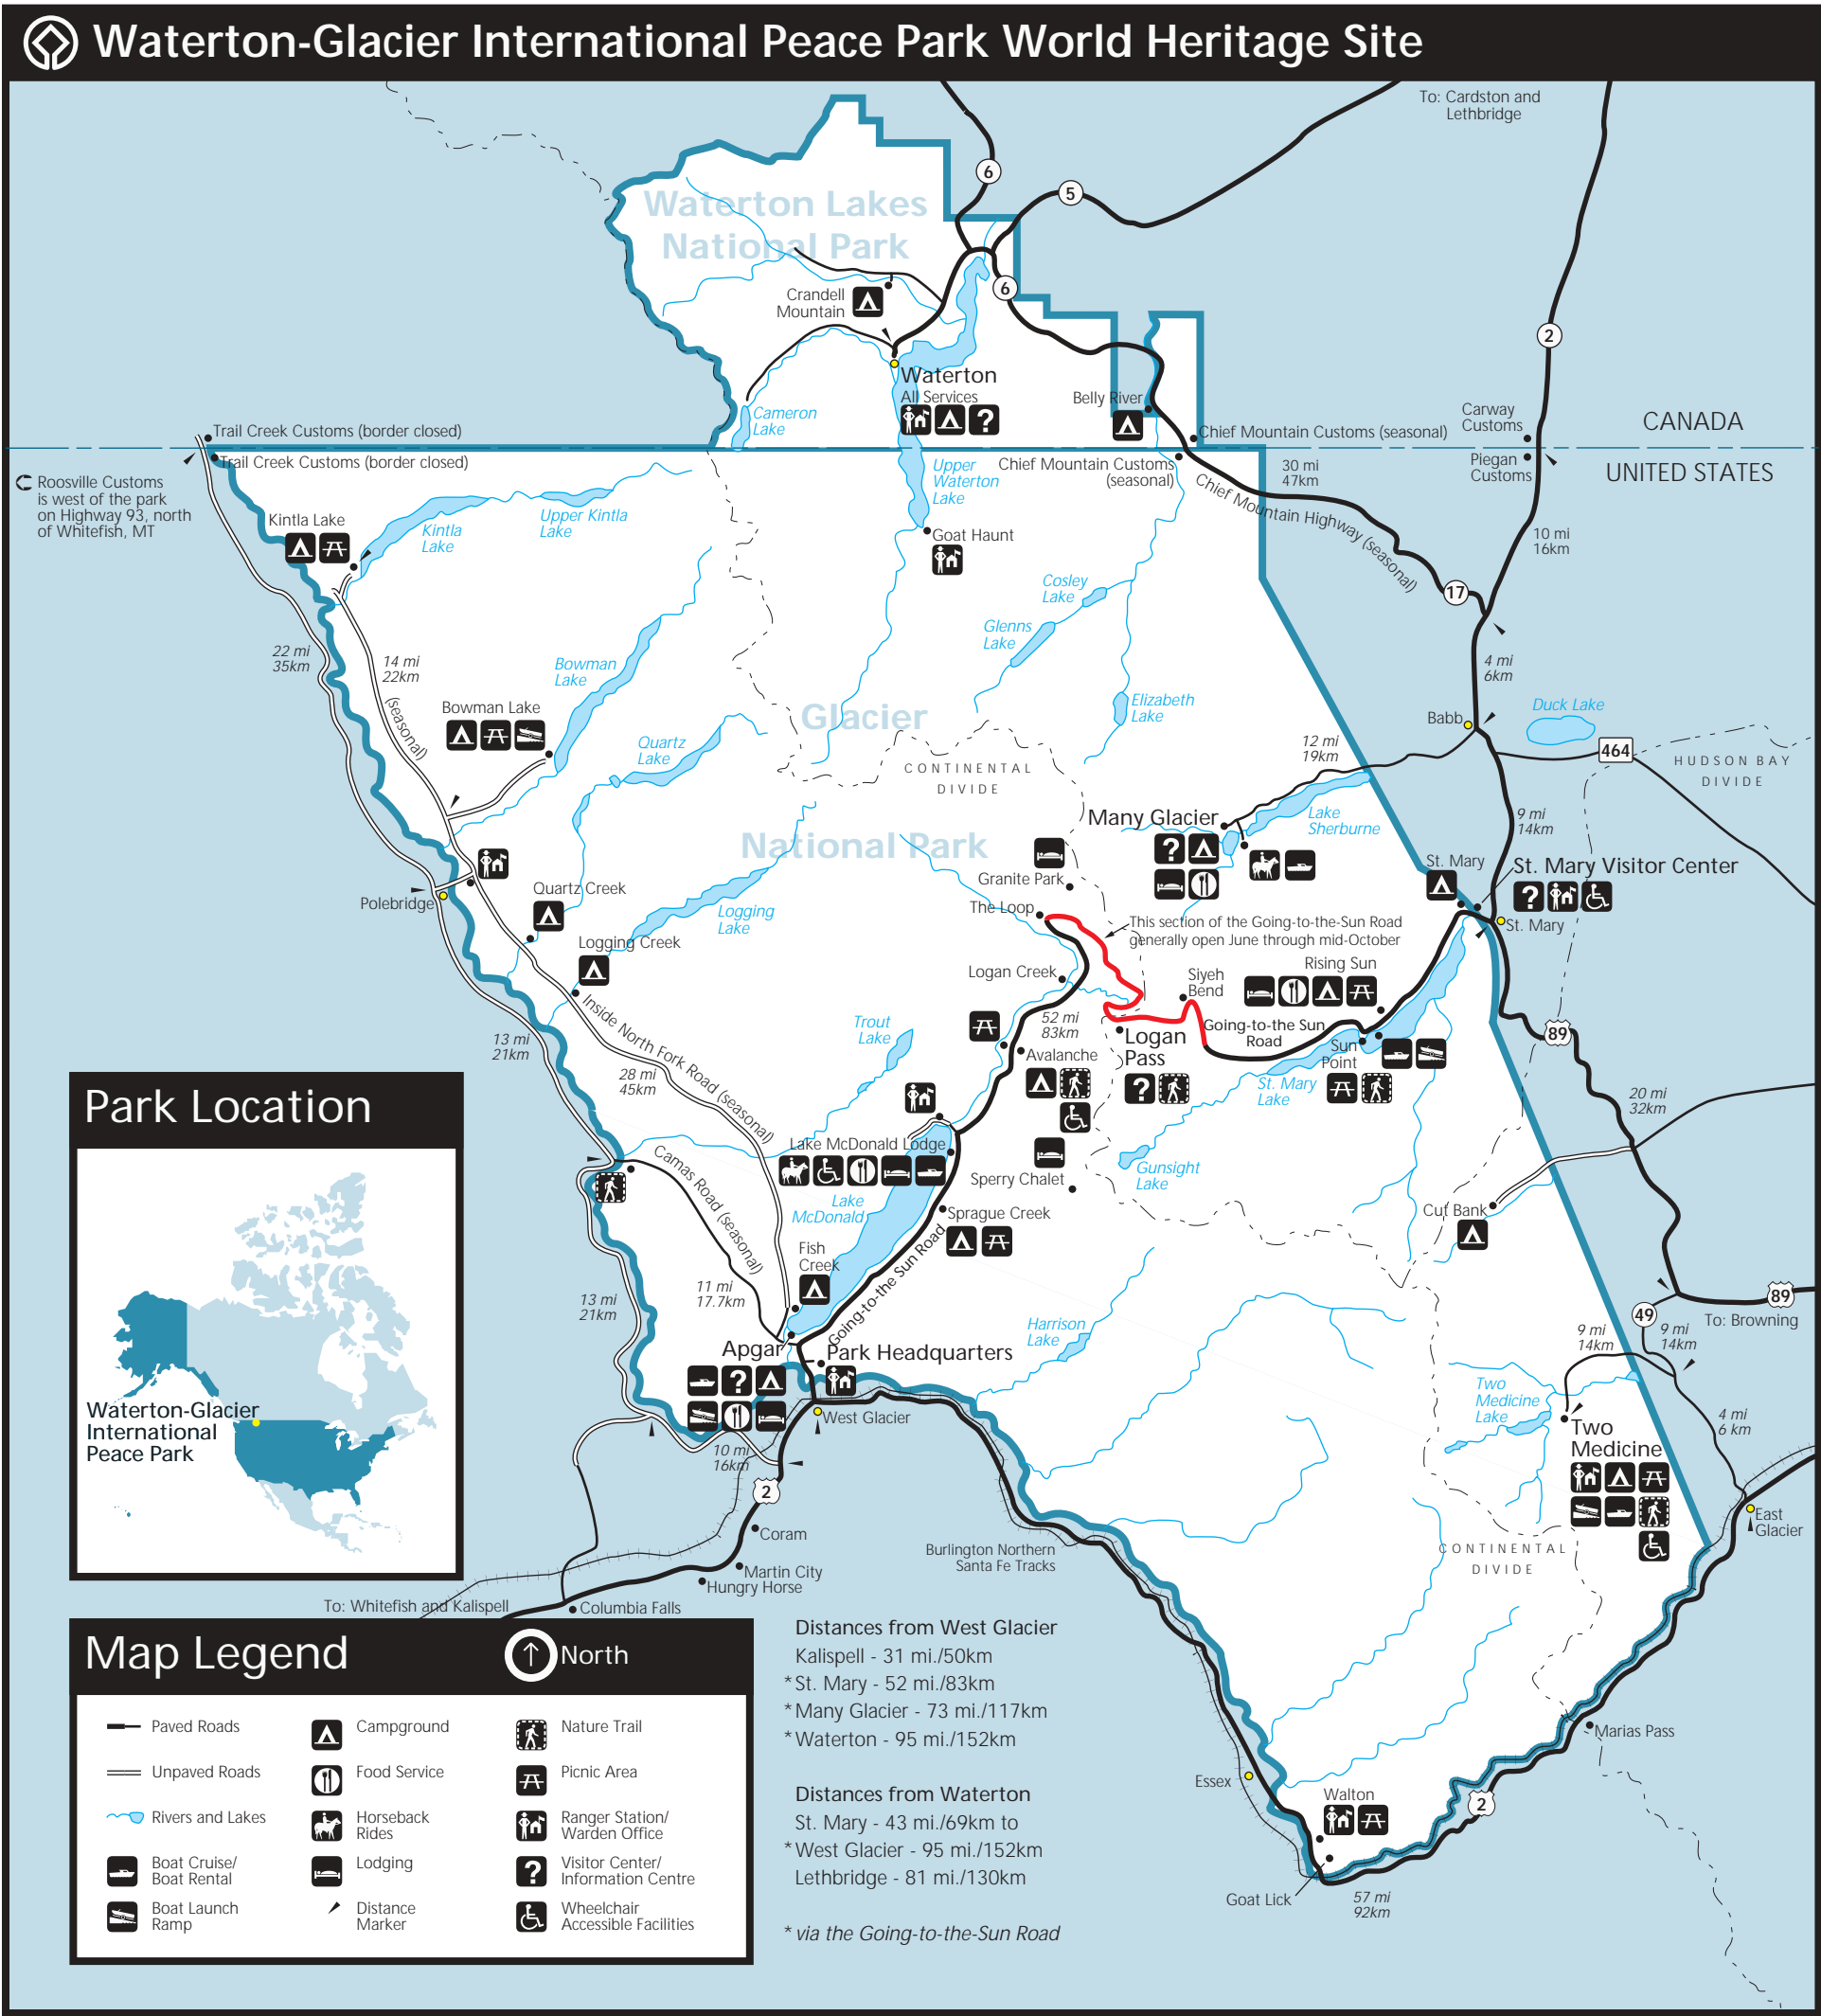 Waterton-Glacier International Peace Park World Heritage Site
To: Cardston and
Lethbridge
6
5
Waterton Lakes
National Park
6
Crandell
Mountain
2
Waterton
All Services
Belly River
Cameron
Lake
Carway
Customs
CANADA
Trail Creek Customs (border closed)
Chief Mountain Customs (seasonal)
Trail Creek Customs (border closed)
Upper
Waterton
Lake
Chief Mountain Customs
(seasonal)
30 mi
47km
Piegan
Customs
UNITED STATES
Roosville Customs
is west of the park
on Highway 93, north
of Whitefish, MT
Chief Mountain Highway (seasonal)
Kintla Lake
Kintla
Lake
Upper Kintla
Lake
Goat Haunt
10 mi
16km
Cosley
Lake
17
Glenns
Lake
22 mi
35km
14 mi
22km
(seasonal)
Bowman
Lake
4 mi
6km
Bowman Lake
Glacier
Elizabeth
Lake
Babb
Duck Lake
Quartz
Lake
12 mi
19km
464
CONTINENTAL
DIVIDE
HUDSON BAY
DIVIDE
Many Glacier
Lake
Sherburne
9 mi
14km
National Park
St. Mary
St. Mary Visitor Center
Granite Park
Polebridge
Quartz Creek
The Loop
Logging
Lake
This section of the Going-to-the-Sun Road
generally open June through mid-October
St. Mary
Logging Creek
Logan Creek
Siyeh
Bend
Rising Sun
Inside North Fork Road (seasonal)
Trout
Lake
52 mi
83km
Going-to-the Sun
Road
13 mi
21km
Logan
Pass
Sun
Point
89
Avalanche
28 mi
45km
St. Mary
Lake
20 mi
32km
Park Location
Lake McDonald Lodge
Camas Road (seasonal)
Gunsight
Lake
Sperry Chalet
Lake
McDonald
Sprague Creek
Cut Bank
Fish
Creek
Going-to-the-Sun Road
11 mi
17.7km
13 mi
21km
89
49
To: Browning
Harrison
Lake
9 mi
14km
9 mi
14km
Apgar
Park Headquarters
Two
Medicine
Lake
Waterton-Glacier
International
Peace Park
West Glacier
4 mi
6 km
Two
Medicine
10 mi
16km
2
East
Glacier
Coram
Burlington Northern
Santa Fe Tracks
CONTINENTAL
DIVIDE
Martin City
Hungry Horse
To: Whitefish and Kalispell
Columbia Falls
Map Legend
North
Paved Roads
Campground
Nature Trail
Unpaved Roads
Food Service
Picnic Area
Rivers and Lakes
Horseback
Rides
Ranger Station/
Warden Office
Boat Cruise/
Boat Rental
Lodging
Visitor Center/
Information Centre
Boat Launch
Ramp
Distance
Marker
Wheelchair
Accessible Facilities
Distances from West Glacier
Kalispell - 31 mi./50km
*St. Mary - 52 mi./83km
*Many Glacier - 73 mi./117km
*Waterton - 95 mi./152km
Distances from Waterton
St. Mary - 43 mi./69km to
*West Glacier - 95 mi./152km
Lethbridge - 81 mi./130km
* via the Going-to-the-Sun Road
Marias Pass
Essex
Walton
2
Goat Lick
57 mi
92km